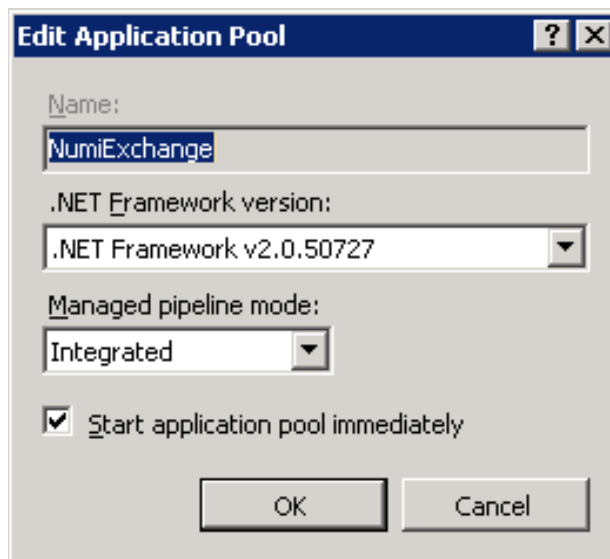 Edit Application Pool
Name:
NumiExchange
.NET Framework version:
.NET Framework v2.0.50727
Managed pipeline mode:
Integrated
Start application pool immediately
OK Cancel